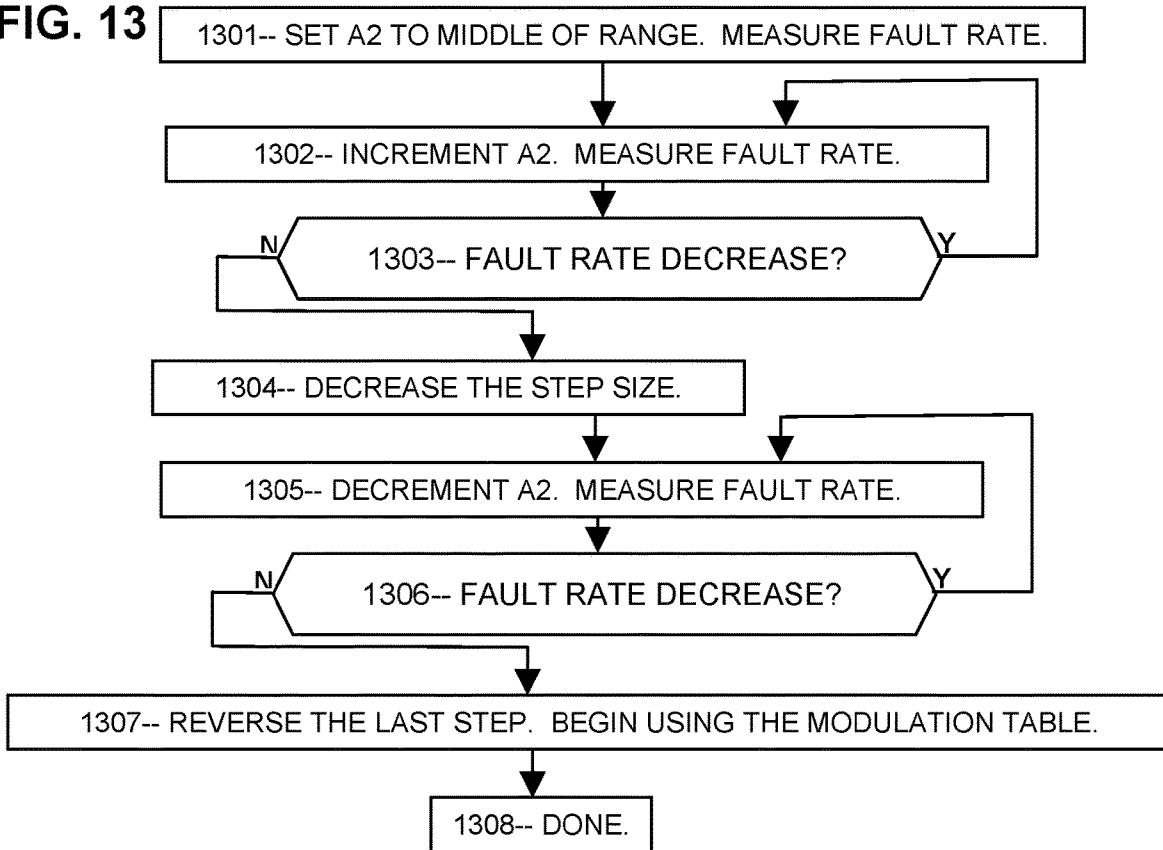 FIG. 13
1301-- SET A2 TO MIDDLE OF RANGE.  MEASURE FAULT RATE.
1302-- INCREMENT A2.  MEASURE FAULT RATE.
N
1303-- FAULT RATE DECREASE?
Y
1304-- DECREASE THE STEP SIZE.
1305-- DECREMENT A2.  MEASURE FAULT RATE.
N
1306-- FAULT RATE DECREASE?
Y
1307-- REVERSE THE LAST STEP.  BEGIN USING THE MODULATION TABLE.
1308-- DONE.